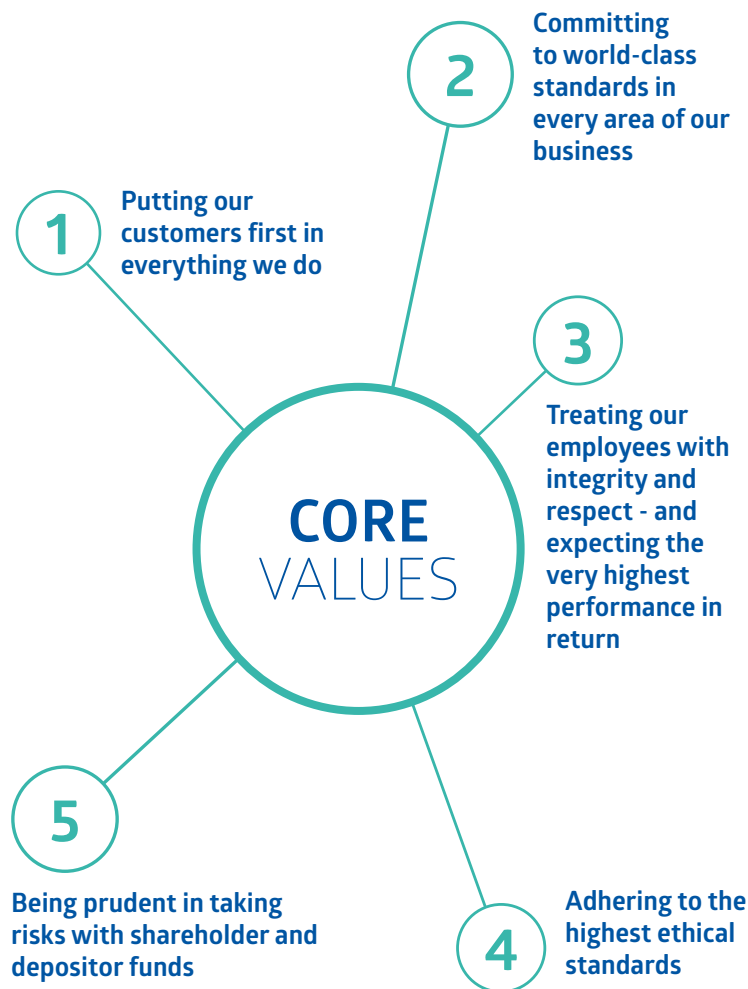 1
Putting our
customers first in
everything we do
2
Committing
to world-class
standards in
every area of our
business
3
Treating our
employees with
integrity and
respect - and
expecting the
very highest
performance in
return
CORE
VALUES
4
Adhering to the
highest ethical
standards
5
Being prudent in taking
risks with shareholder and
depositor funds